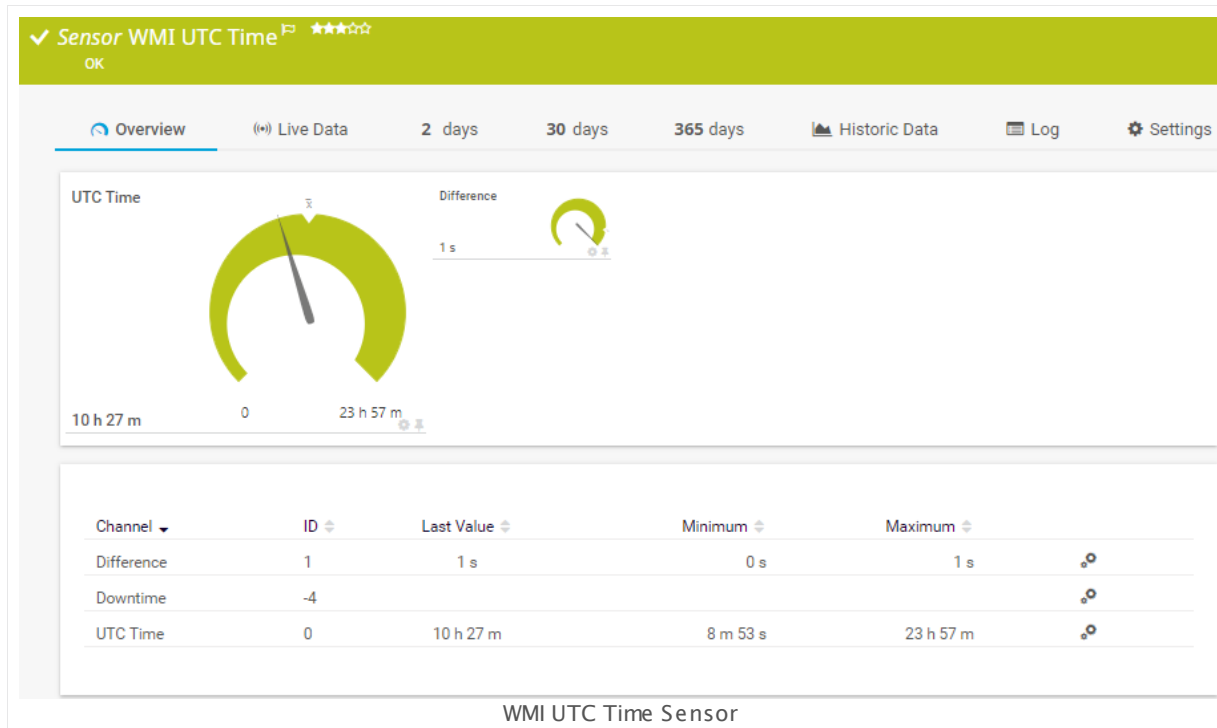 Sensor WMI UTC Time
OK
Overview Live Data 2 days 30 days 365 days Historic Data Log Settings
UTC Time
x̄
Difference
1 s
10 h 27 m
0 23 h 57 m
Channel ID Last Value Minimum Maximum
Difference 1 1 s 0 s 1 s
Downtime -4
UTC Time 0 10 h 27 m 8 m 53 s 23 h 57 m
WMI UTC Time Sensor